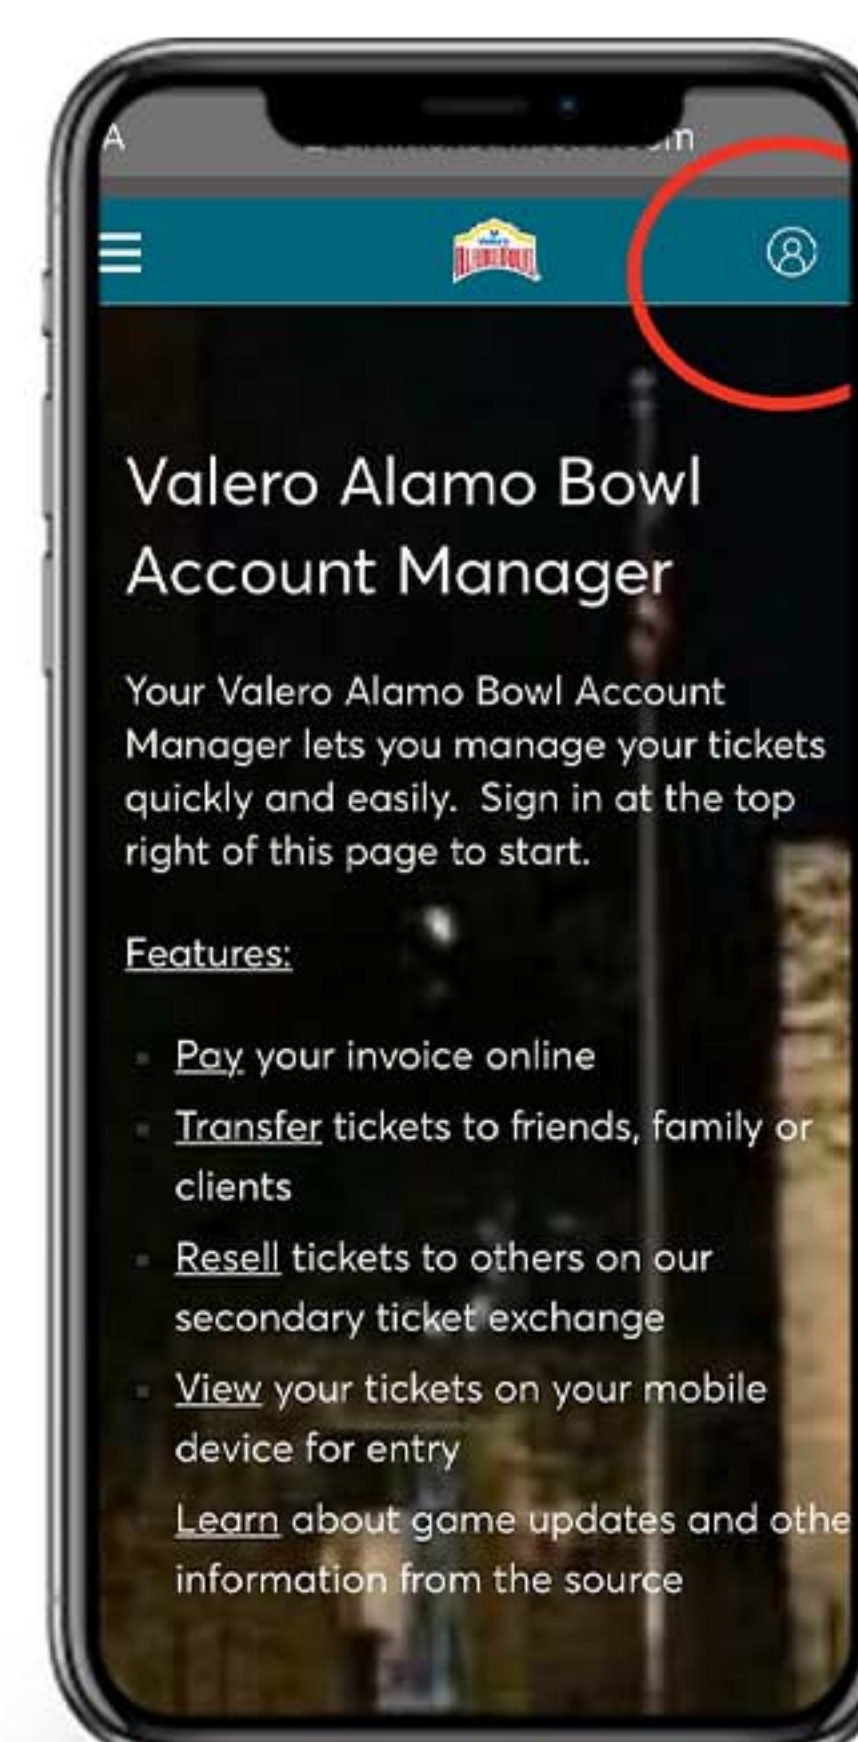 A
Valero Alamo Bowl
Account Manager
Your Valero Alamo Bowl Account
Manager lets you manage your tickets
quickly and easily.  Sign in at the top
right of this page to start.
Features:
Pay your invoice online
Transfer tickets to friends, family or
clients
Resell tickets to others on our
secondary ticket exchange
View your tickets on your mobile
device for entry
Learn about game updates and othe
information from the source